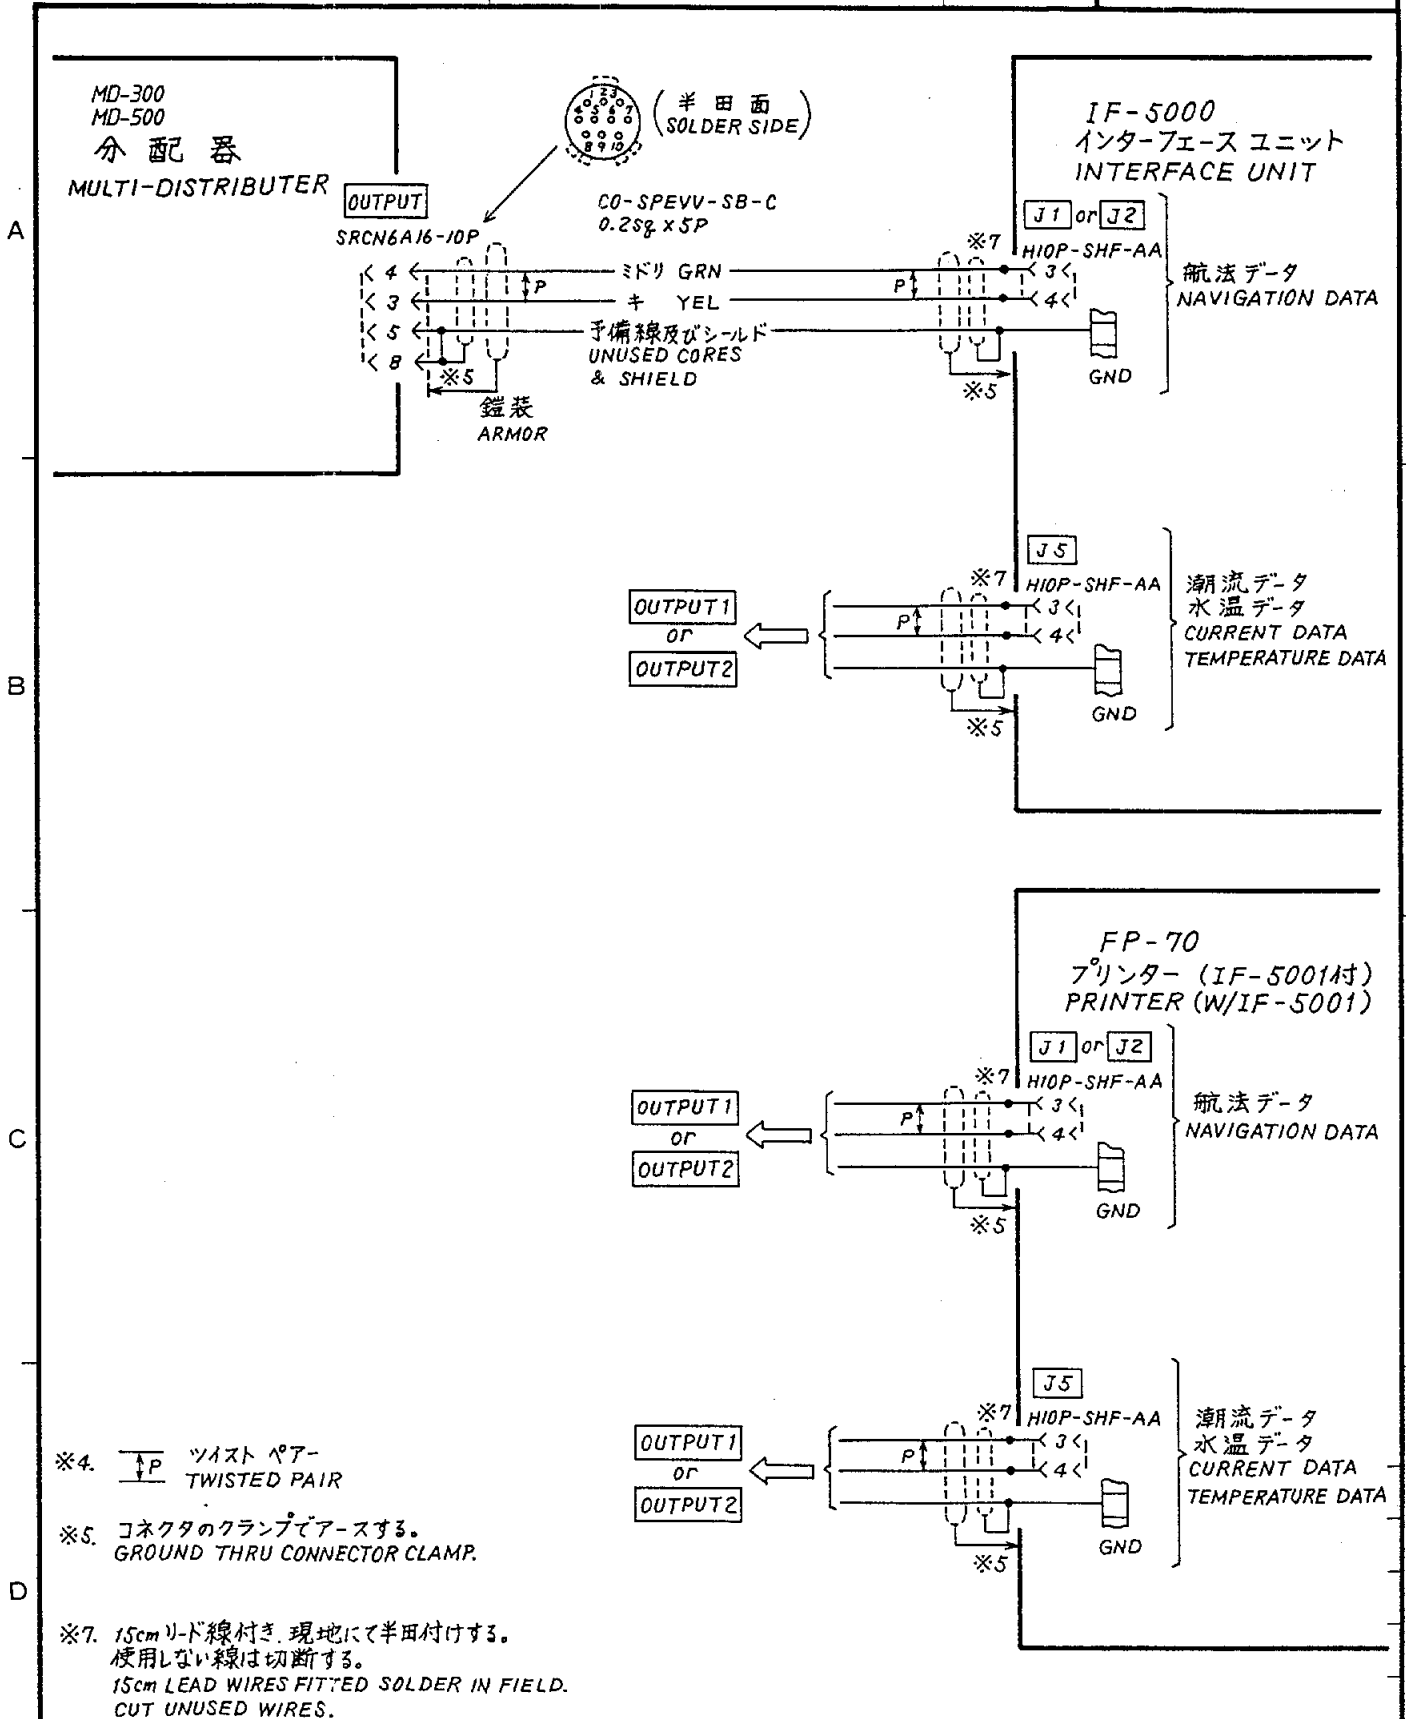 MD-300
MD-500
分配器
MULTI-DISTRIBUTER
OUTPUT
SRCN6A16-10P
1 2 3
4 5 6 7
8 9 10
(半田面
SOLDER SIDE)
CO-SPEVV-SB-C
0.2sq x 5P
4
3
5
8
P
ミドリ GRN
キ YEL
予備線及びシールド
UNUSED CORES
& SHIELD
※5
鎧装
ARMOR
IF-5000
インターフェース ユニット
INTERFACE UNIT
J1 or J2
※7 H10P-SHF-AA
P
3
4
GND
※5
航法データ
NAVIGATION DATA
OUTPUT1
or
OUTPUT2
J5
※7 H10P-SHF-AA
P
3
4
GND
※5
潮流データ
水温データ
CURRENT DATA
TEMPERATURE DATA
FP-70
プリンター (IF-5001付)
PRINTER (W/IF-5001)
OUTPUT1
or
OUTPUT2
J1 or J2
※7 H10P-SHF-AA
P
3
4
GND
※5
航法データ
NAVIGATION DATA
OUTPUT1
or
OUTPUT2
J5
※7 H10P-SHF-AA
P
3
4
GND
※5
潮流データ
水温データ
CURRENT DATA
TEMPERATURE DATA
※4. P ツイスト ペアー
TWISTED PAIR
※5. コネクタのクランプでアースする。
GROUND THRU CONNECTOR CLAMP.
※7. 15cmリード線付き、現地にて半田付けする。
使用しない線は切断する。
15cm LEAD WIRES FITTED SOLDER IN FIELD.
CUT UNUSED WIRES.
A
B
C
D